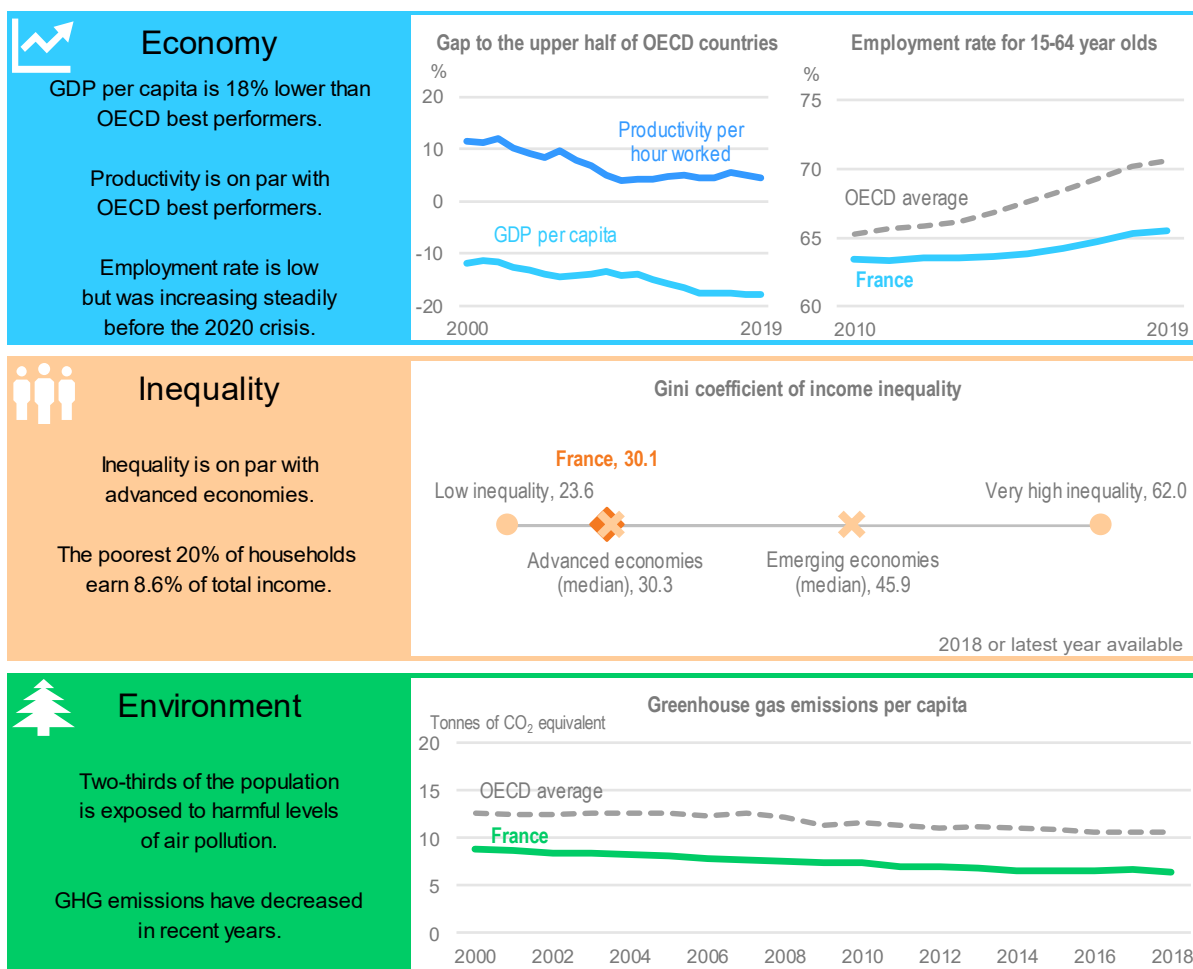 Economy
GDP per capita is 18% lower than
OECD best performers.
Productivity is on par with
OECD best performers.
Employment rate is low
but was increasing steadily
before the 2020 crisis.
Gap to the upper half of OECD countries
%
20
10
0
-10
-20
Productivity per
hour worked
GDP per capita
2000
2019
Employment rate for 15-64 year olds
%
75
70
65
60
OECD average
France
2010
2019
Inequality
Inequality is on par with
advanced economies.
The poorest 20% of households
earn 8.6% of total income.
Gini coefficient of income inequality
France, 30.1
Low inequality, 23.6
Very high inequality, 62.0
Advanced economies
(median), 30.3
Emerging economies
(median), 45.9
2018 or latest year available
Environment
Two-thirds of the population
is exposed to harmful levels
of air pollution.
GHG emissions have decreased
in recent years.
Greenhouse gas emissions per capita
Tonnes of CO₂ equivalent
20
15
10
5
0
OECD average
France
2000 2002 2004 2006 2008 2010 2012 2014 2016 2018